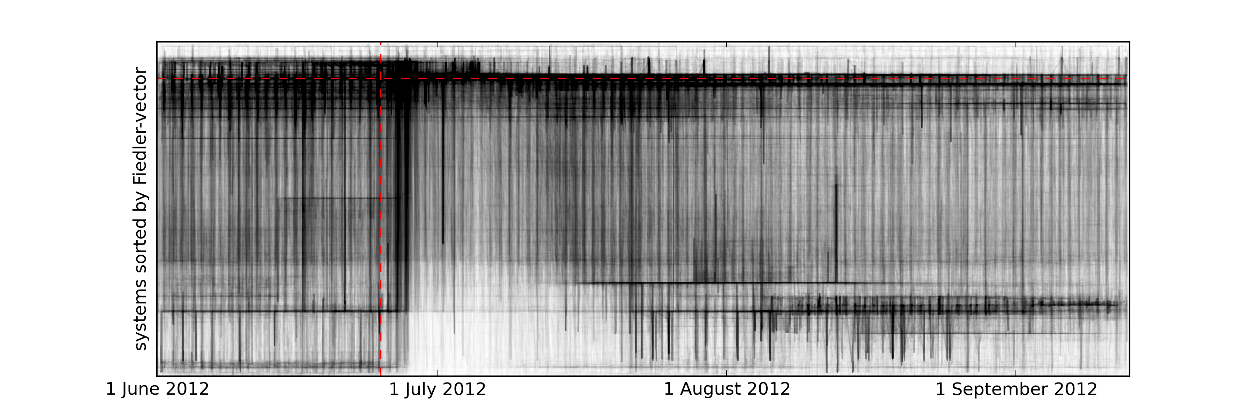 systems sorted by Fiedler-vector
1 June 2012
1 July 2012
1 August 2012
1 September 2012